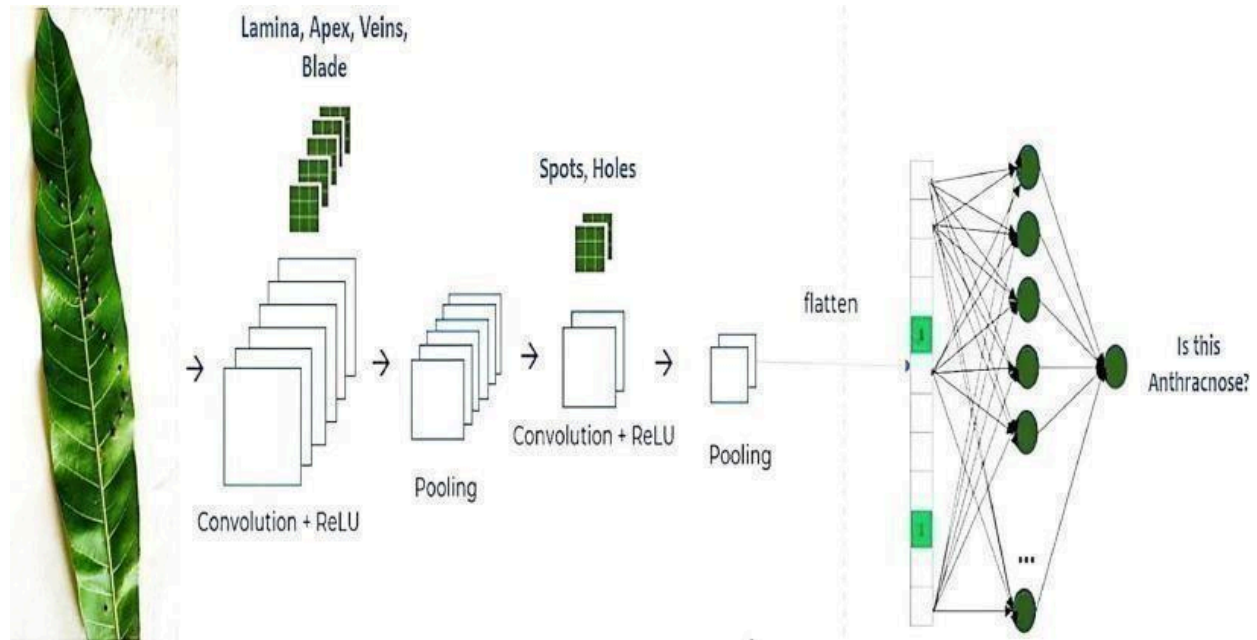 Lamina, Apex, Veins,
Blade
Convolution + ReLU
Pooling
Spots, Holes
Convolution + ReLU
Pooling
flatten
...
Is this
Anthracnose?